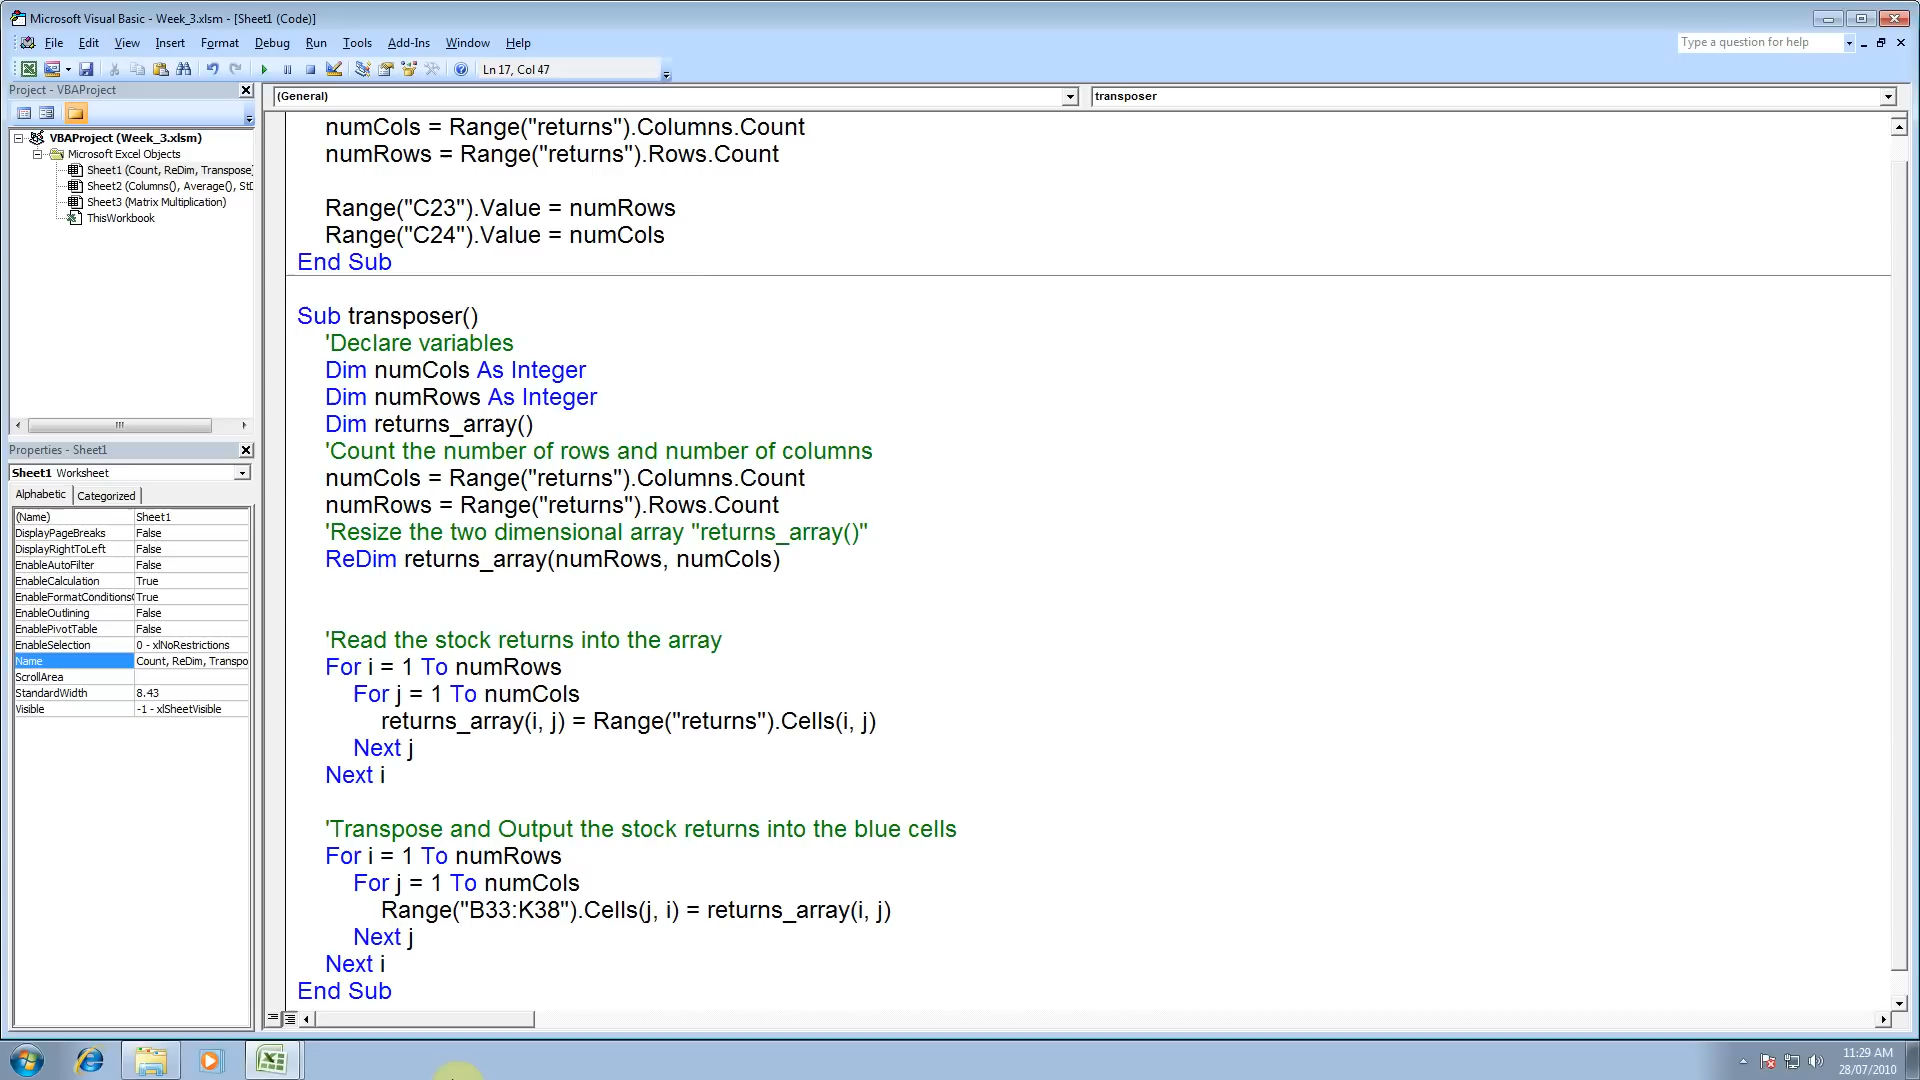 Microsoft Visual Basic - Week_3.xlsm - [Sheet1 (Code)]
File Edit View Insert Format Debug Run Tools Add-Ins Window Help
Type a question for help
Ln 17, Col 47
Project - VBAProject
(General)
transposer
VBAProject (Week_3.xlsm)
Microsoft Excel Objects
Sheet1 (Count, ReDim, Transpose)
Sheet2 (Columns(), Average(), StD
Sheet3 (Matrix Multiplication)
ThisWorkbook
Properties - Sheet1
Sheet1 Worksheet
Alphabetic Categorized
(Name) Sheet1
DisplayPageBreaks False
DisplayRightToLeft False
EnableAutoFilter False
EnableCalculation True
EnableFormatConditionsC True
EnableOutlining False
EnablePivotTable False
EnableSelection 0 - xlNoRestrictions
Name Count, ReDim, Transpo
ScrollArea
StandardWidth 8.43
Visible -1 - xlSheetVisible
numCols = Range("returns").Columns.Count
numRows = Range("returns").Rows.Count
Range("C23").Value = numRows
Range("C24").Value = numCols
End Sub
Sub transposer()
'Declare variables
Dim numCols As Integer
Dim numRows As Integer
Dim returns_array()
'Count the number of rows and number of columns
numCols = Range("returns").Columns.Count
numRows = Range("returns").Rows.Count
'Resize the two dimensional array "returns_array()"
ReDim returns_array(numRows, numCols)
'Read the stock returns into the array
For i = 1 To numRows
For j = 1 To numCols
returns_array(i, j) = Range("returns").Cells(i, j)
Next j
Next i
'Transpose and Output the stock returns into the blue cells
For i = 1 To numRows
For j = 1 To numCols
Range("B33:K38").Cells(j, i) = returns_array(i, j)
Next j
Next i
End Sub
11:29 AM
28/07/2010